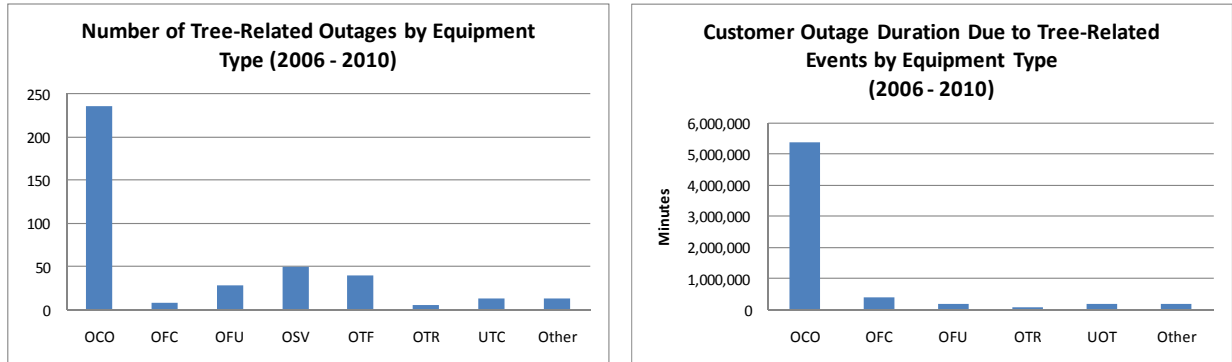 Number of Tree-Related Outages by Equipment
Type (2006 - 2010)
250
200
150
100
50
0
OCO OFC OFU OSV OTF OTR UTC Other
Customer Outage Duration Due to Tree-Related
Events by Equipment Type
(2006 - 2010)
6,000,000
5,000,000
4,000,000
3,000,000
2,000,000
1,000,000
0
Minutes
OCO OFC OFU OTR UOT Other